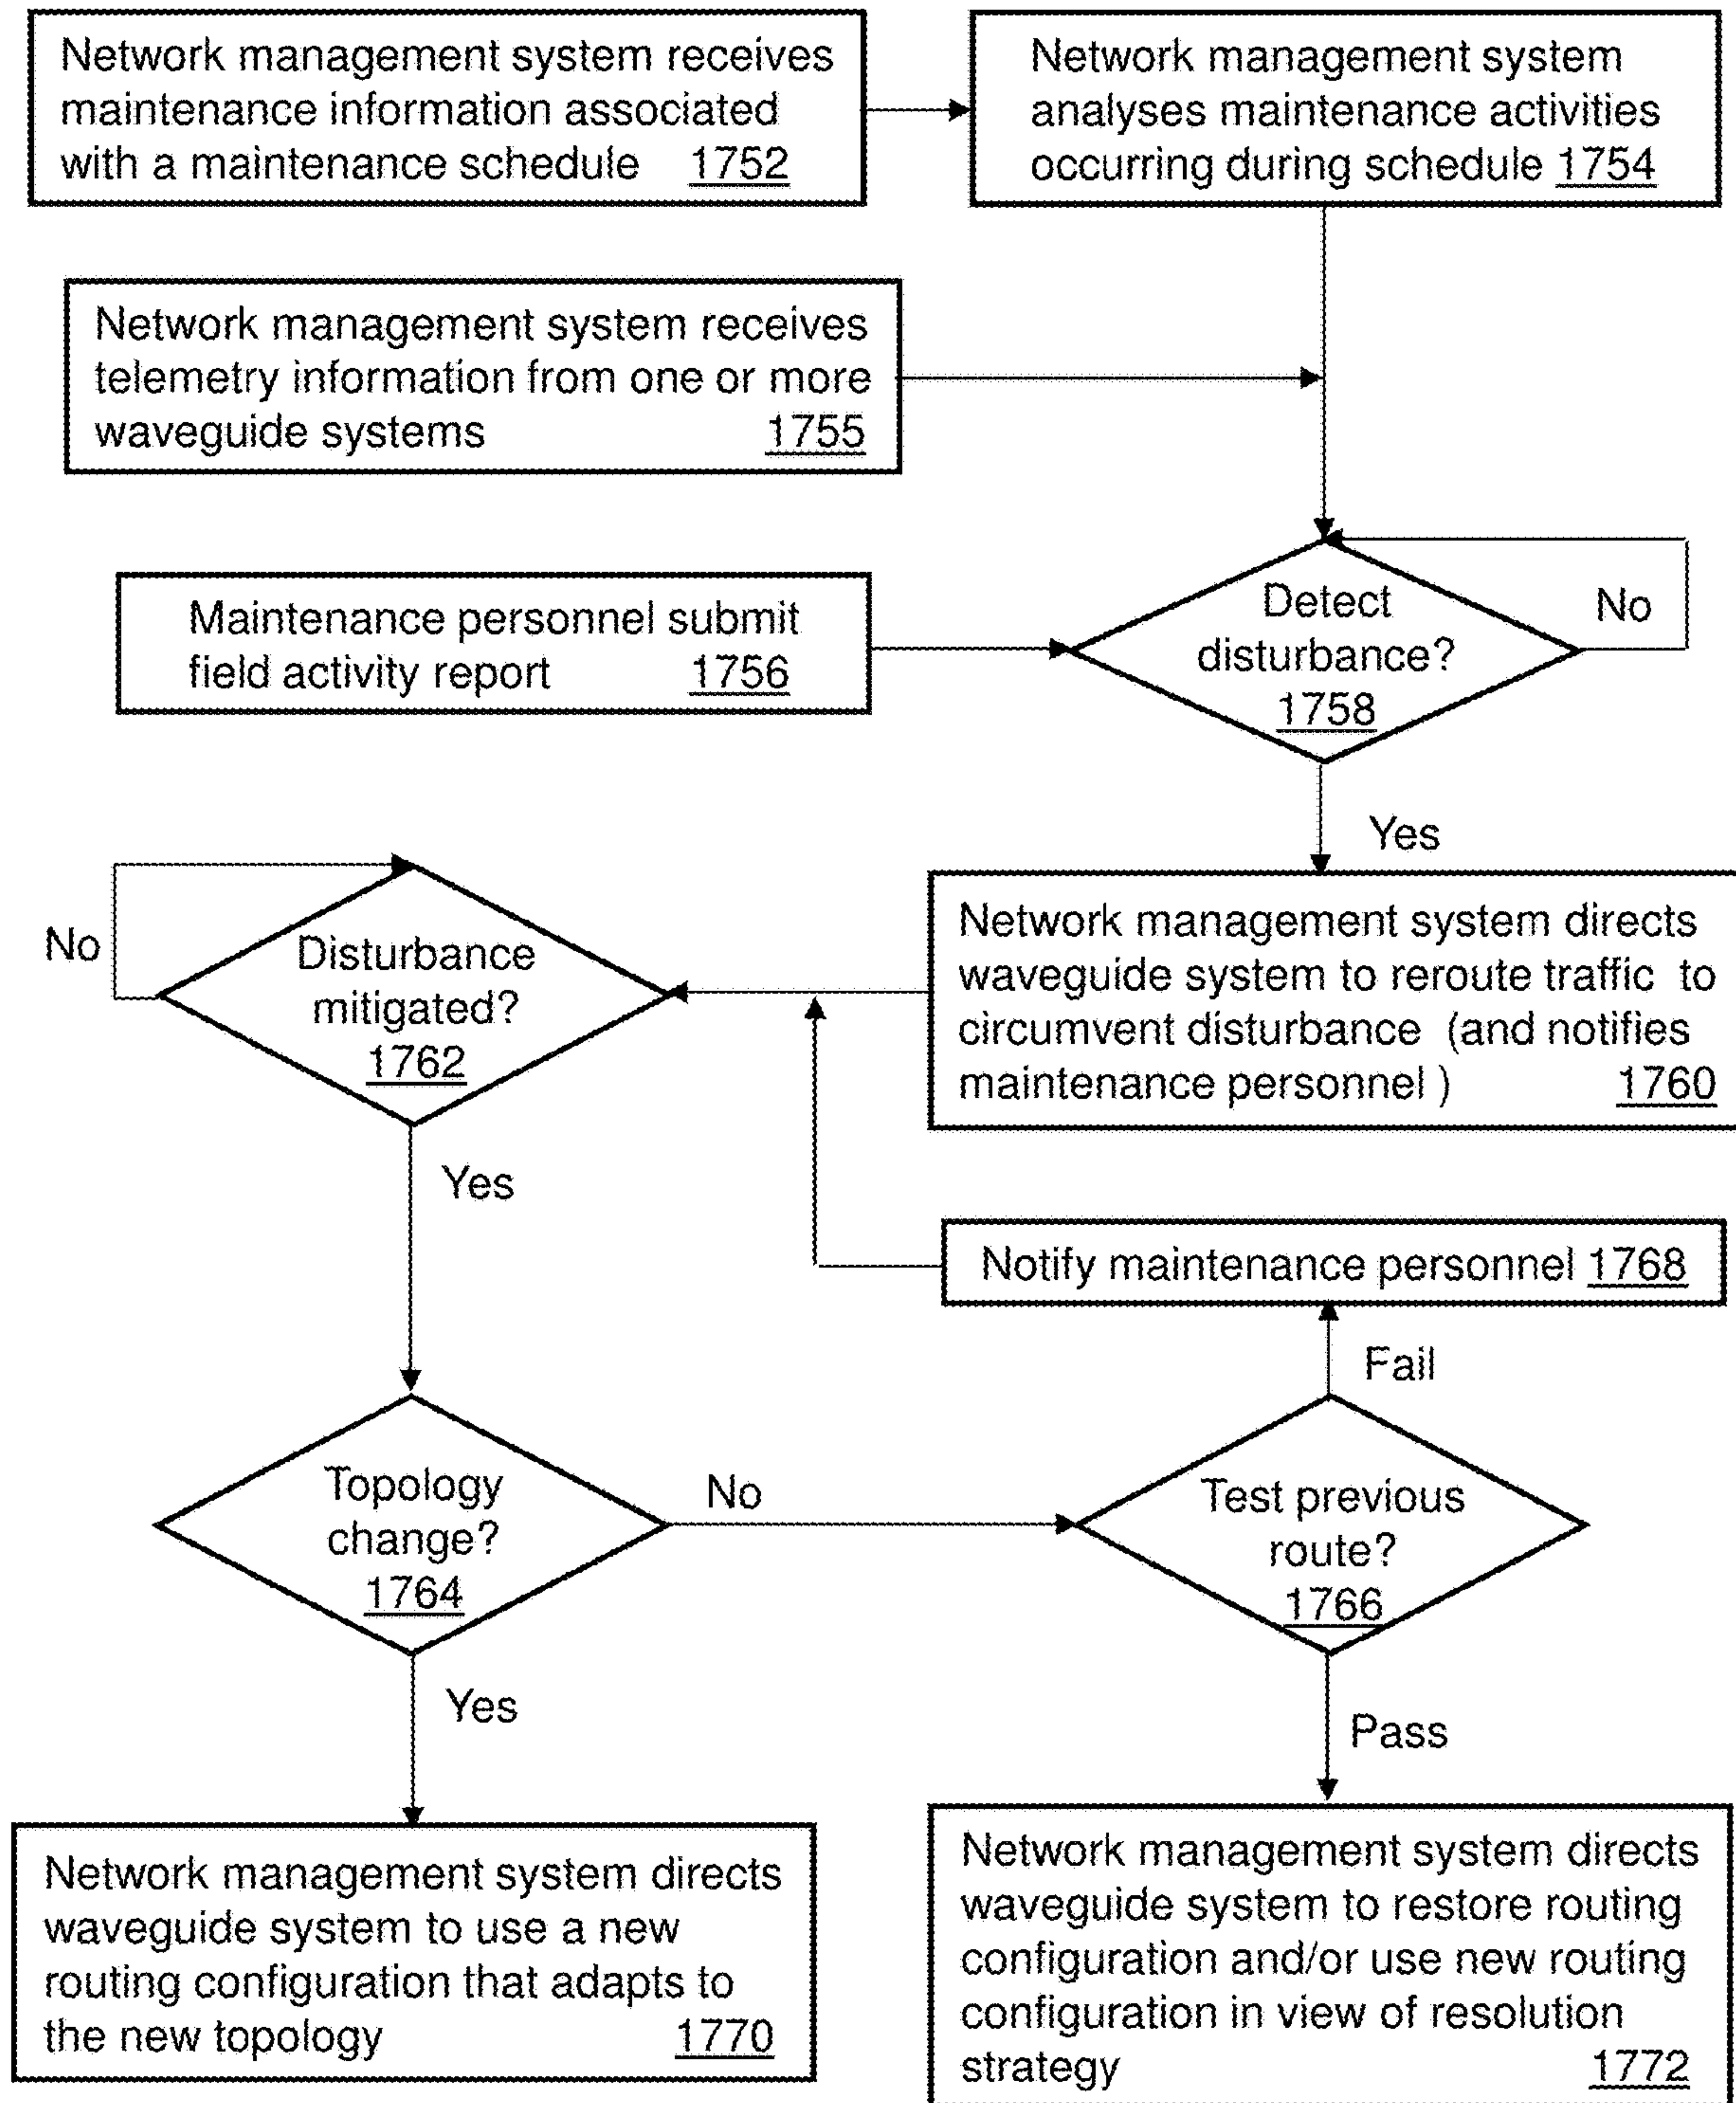 Network management system receives
maintenance information associated
with a maintenance schedule 1752
Network management system
analyses maintenance activities
occurring during schedule 1754
Network management system receives
telemetry information from one or more
waveguide systems 1755
Maintenance personnel submit
field activity report 1756
Detect
disturbance?
1758
No
Yes
Network management system directs
waveguide system to reroute traffic to
circumvent disturbance (and notifies
maintenance personnel ) 1760
Disturbance
mitigated?
1762
No
Yes
Notify maintenance personnel 1768
Fail
Topology
change?
1764
No
Test previous
route?
1766
Yes
Pass
Network management system directs
waveguide system to use a new
routing configuration that adapts to
the new topology 1770
Network management system directs
waveguide system to restore routing
configuration and/or use new routing
configuration in view of resolution
strategy 1772